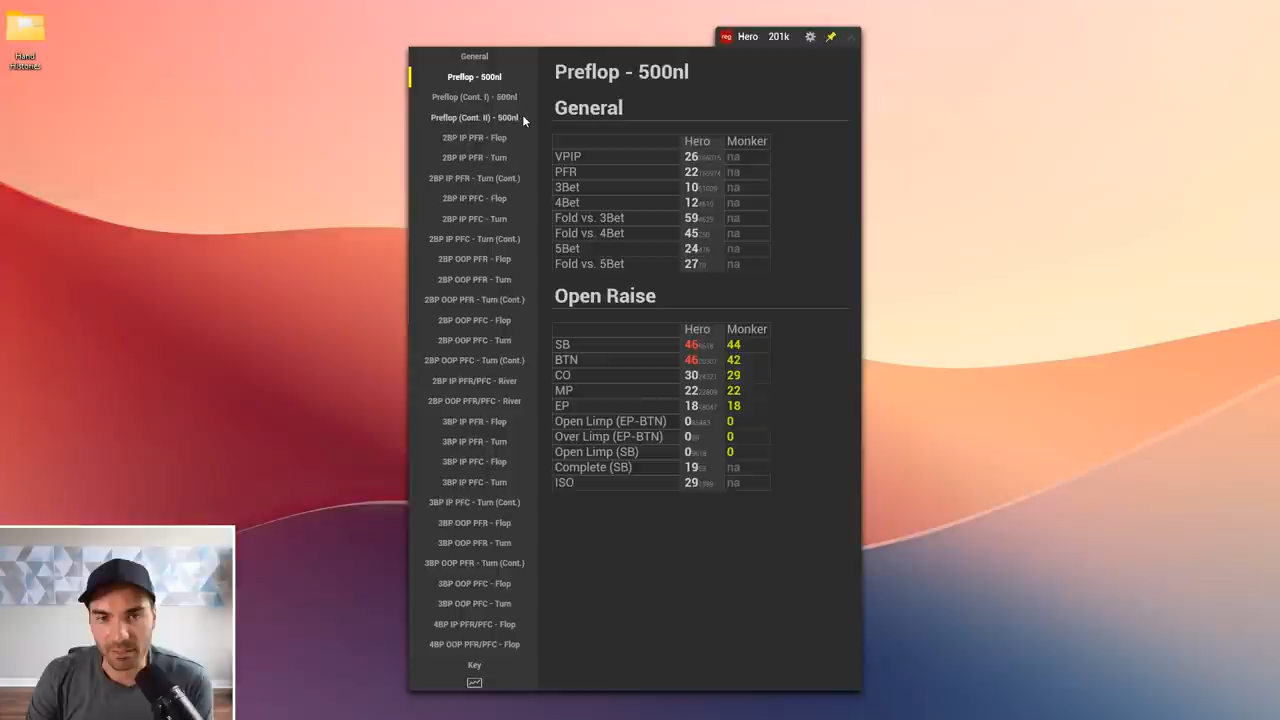 Hand
Histories
reg Hero 201k
General
Preflop - 500nl
Preflop (Cont. I) - 500nl
Preflop (Cont. II) - 500nl
2BP IP PFR - Flop
2BP IP PFR - Turn
2BP IP PFR - Turn (Cont.)
2BP IP PFC - Flop
2BP IP PFC - Turn
2BP IP PFC - Turn (Cont.)
2BP OOP PFR - Flop
2BP OOP PFR - Turn
2BP OOP PFR - Turn (Cont.)
2BP OOP PFC - Flop
2BP OOP PFC - Turn
2BP OOP PFC - Turn (Cont.)
2BP IP PFR/PFC - River
2BP OOP PFR/PFC - River
3BP IP PFR - Flop
3BP IP PFR - Turn
3BP IP PFC - Flop
3BP IP PFC - Turn
3BP IP PFC - Turn (Cont.)
3BP OOP PFR - Flop
3BP OOP PFR - Turn
3BP OOP PFR - Turn (Cont.)
3BP OOP PFC - Flop
3BP OOP PFC - Turn
4BP IP PFR/PFC - Flop
4BP OOP PFR/PFC - Flop
Key
Preflop - 500nl
General
Hero Monker
VPIP 26 na
PFR 22 na
3Bet 10 na
4Bet 12 na
Fold vs. 3Bet 59 na
Fold vs. 4Bet 45 na
5Bet 24 na
Fold vs. 5Bet 27 na
Open Raise
Hero Monker
SB 46 44
BTN 46 42
CO 30 29
MP 22 22
EP 18 18
Open Limp (EP-BTN) 0 0
Over Limp (EP-BTN) 0 0
Open Limp (SB) 0 0
Complete (SB) 19 na
ISO 29 na